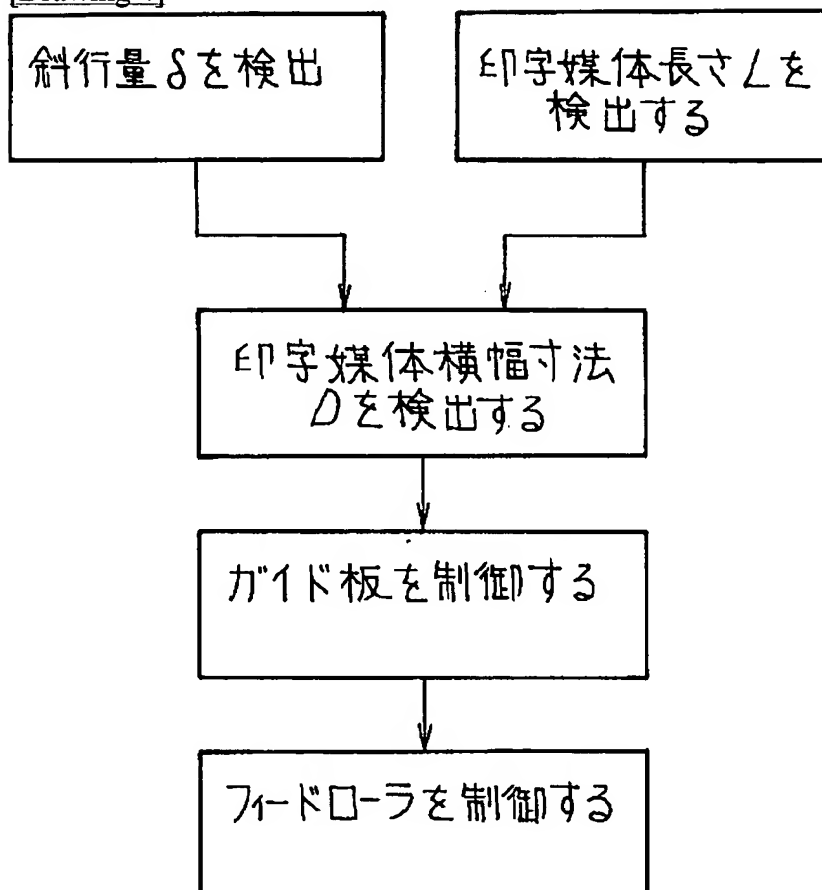 斜行量δを検出
印字媒体長さLを
検出する
印字媒体横幅寸法
Dを検出する
ガイド板を制御する
フィードローラを制御する